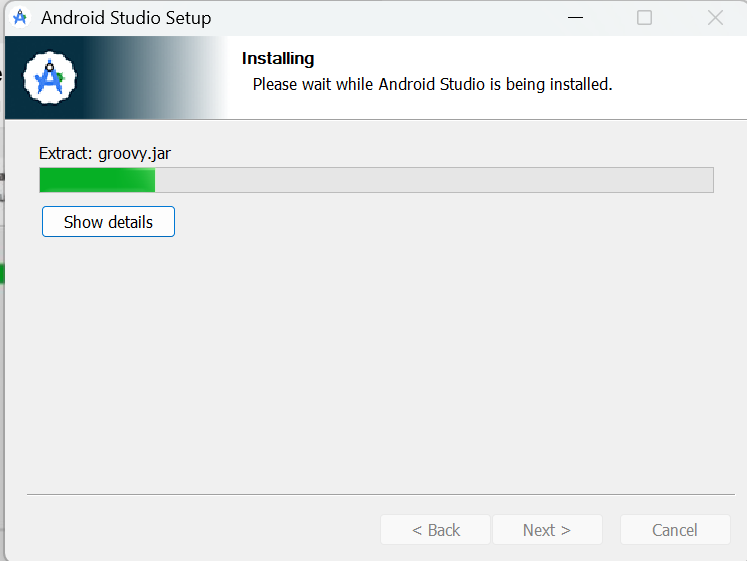 Android Studio Setup
Installing
Please wait while Android Studio is being installed.
Extract: groovy.jar
Show details
< Back
Next >
Cancel